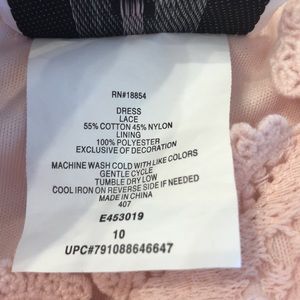 RN#18854
DRESS
LACE
55% COTTON 45% NYLON
LINING
100% POLYESTER
EXCLUSIVE OF DECORATION
MACHINE WASH COLD WITH LIKE COLORS
GENTLE CYCLE
TUMBLE DRY LOW
COOL IRON ON REVERSE SIDE IF NEEDED
MADE IN CHINA
407
E453019
10
UPC#791088646647